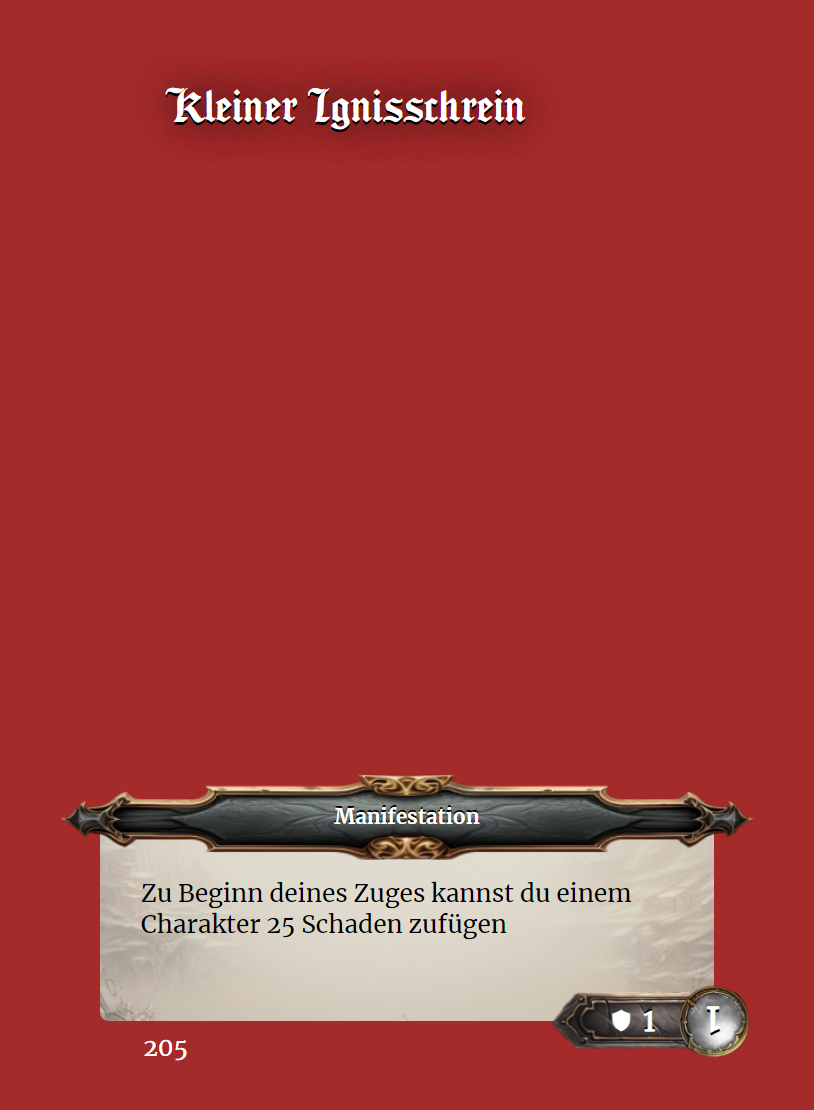 Kleiner Ignisschrein
Manifestation
Zu Beginn deines Zuges kannst du einem
Charakter 25 Schaden zufügen
1
205